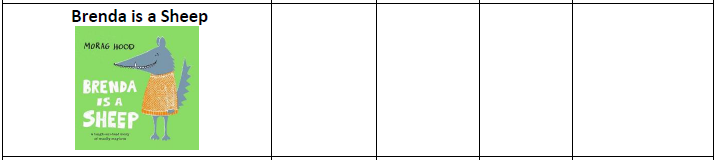 Brenda is a Sheep
MORAG HOOD
BRENDA
IS A
SHEEP